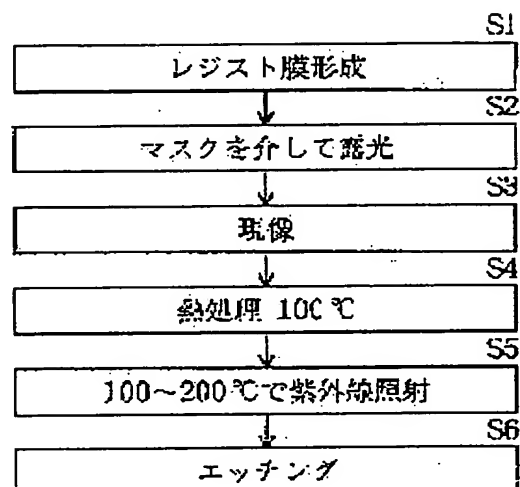 S1
レジスト膜形成
S2
マスクを介して露光
S3
現像
S4
熱処理 100℃
S5
100~200℃で紫外線照射
S6
エッチング